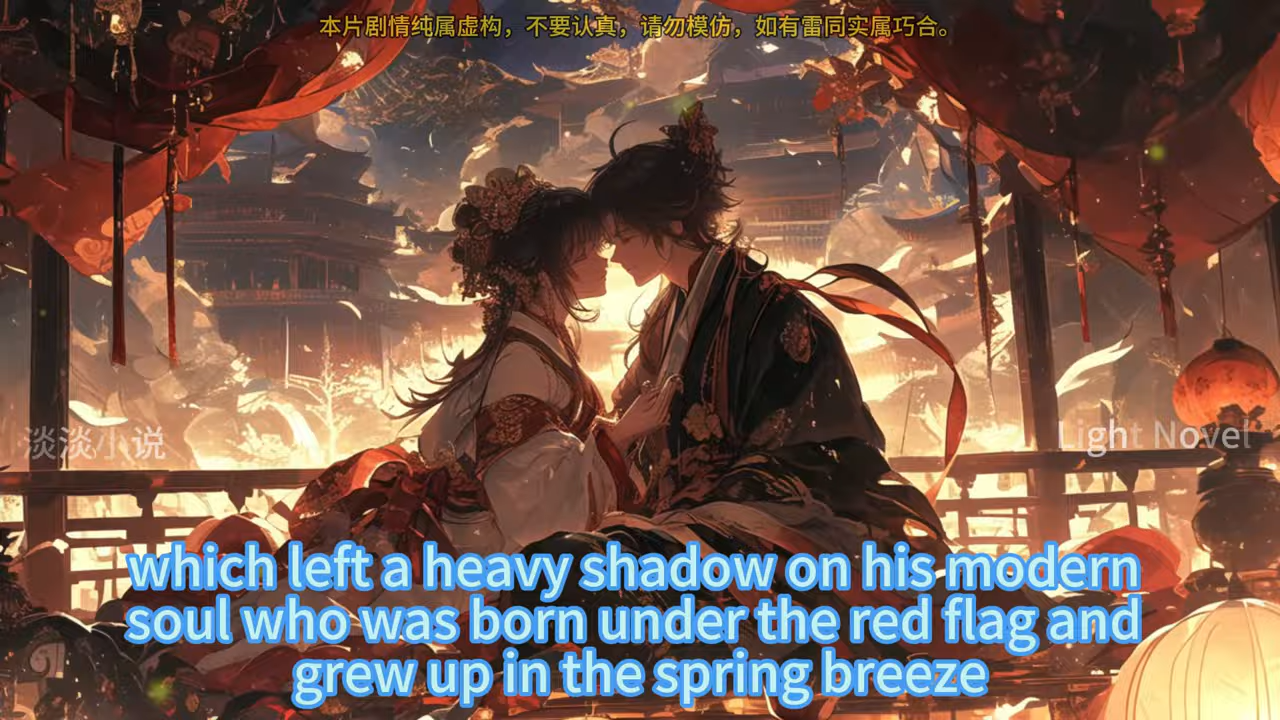 本片剧情纯属虚构，不要认真，请勿模仿，如有雷同实属巧合。
淡淡小说
Light Novel
which left a heavy shadow on his modern
soul who was born under the red flag and
grew up in the spring breeze